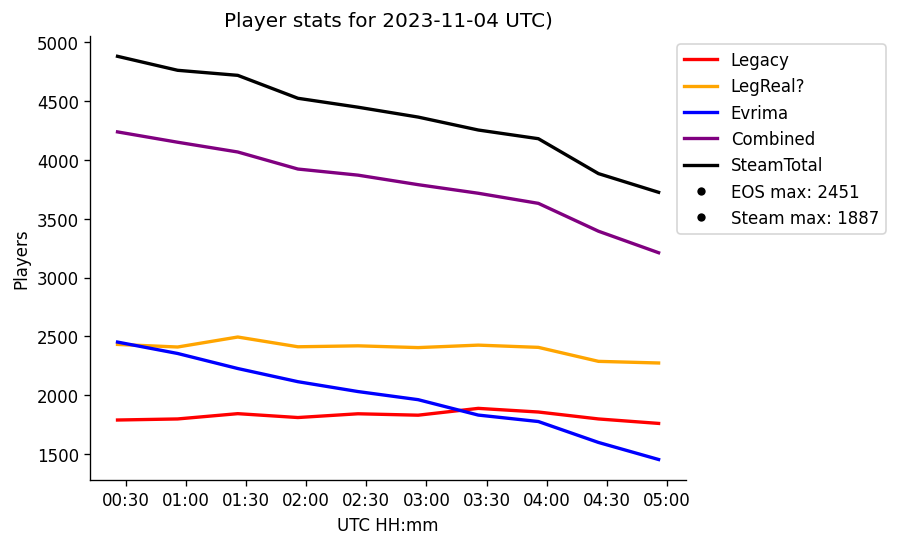 Player stats for 2023-11-04 UTC)
5000
4500
4000
3500
3000
2500
2000
1500
Players
00:30 01:00 01:30 02:00 02:30 03:00 03:30 04:00 04:30 05:00
UTC HH:mm
Legacy
LegReal?
Evrima
Combined
SteamTotal
EOS max: 2451
Steam max: 1887